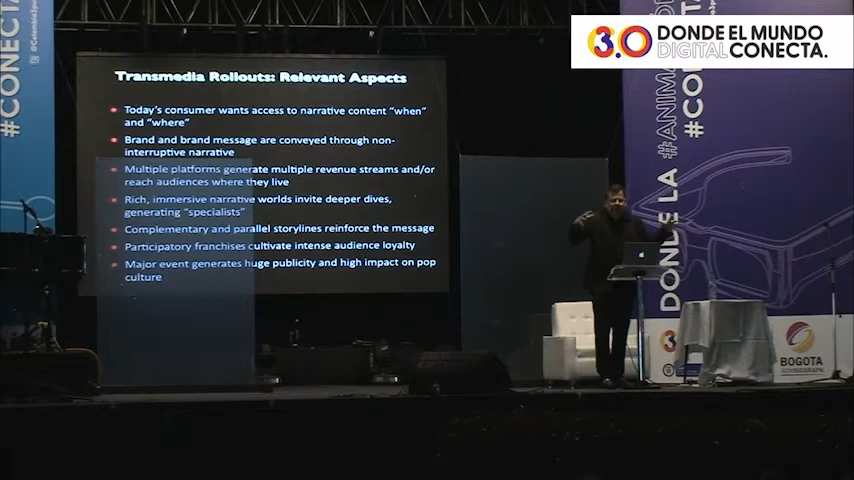 3.0 DONDE EL MUNDO
DIGITAL CONECTA.
#CONECTA
Transmedia Rollouts: Relevant Aspects
Today's consumer wants access to narrative content "when"
and "where"
Brand and brand message are conveyed through non-
interruptive narrative
Multiple platforms generate multiple revenue streams and/or
reach audiences where they live
Rich, immersive narrative worlds invite deeper dives,
generating "specialists"
Complementary and parallel storylines reinforce the message
Participatory franchises cultivate intense audience loyalty
Major event generates huge publicity and high impact on pop
culture
DONDE LA
BOGOTA